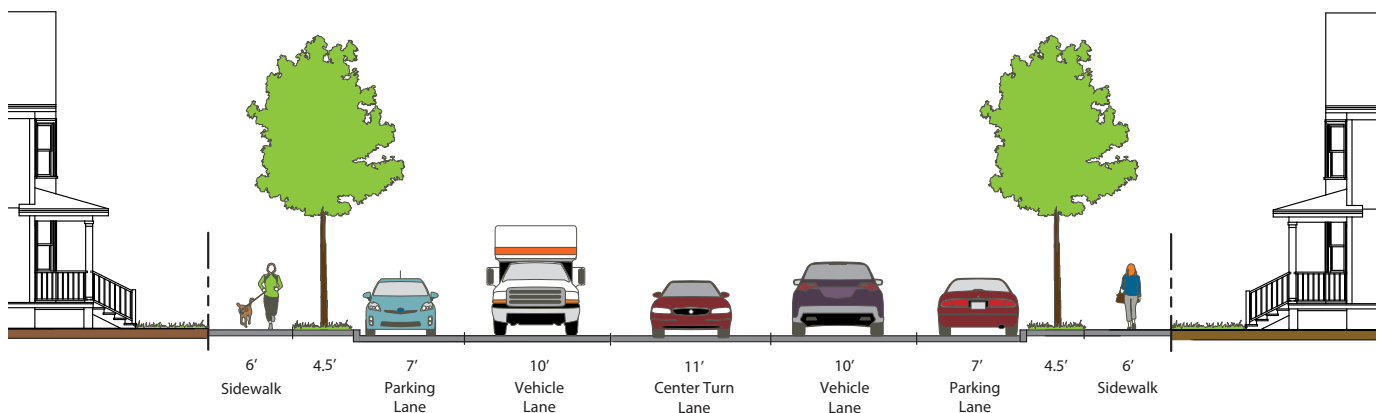 6’ 4.5’ 7’ 10’ 11’ 10’ 7’ 4.5’ 6’
Sidewalk Parking Vehicle Center Turn Vehicle Parking Sidewalk
Lane Lane Lane Lane Lane